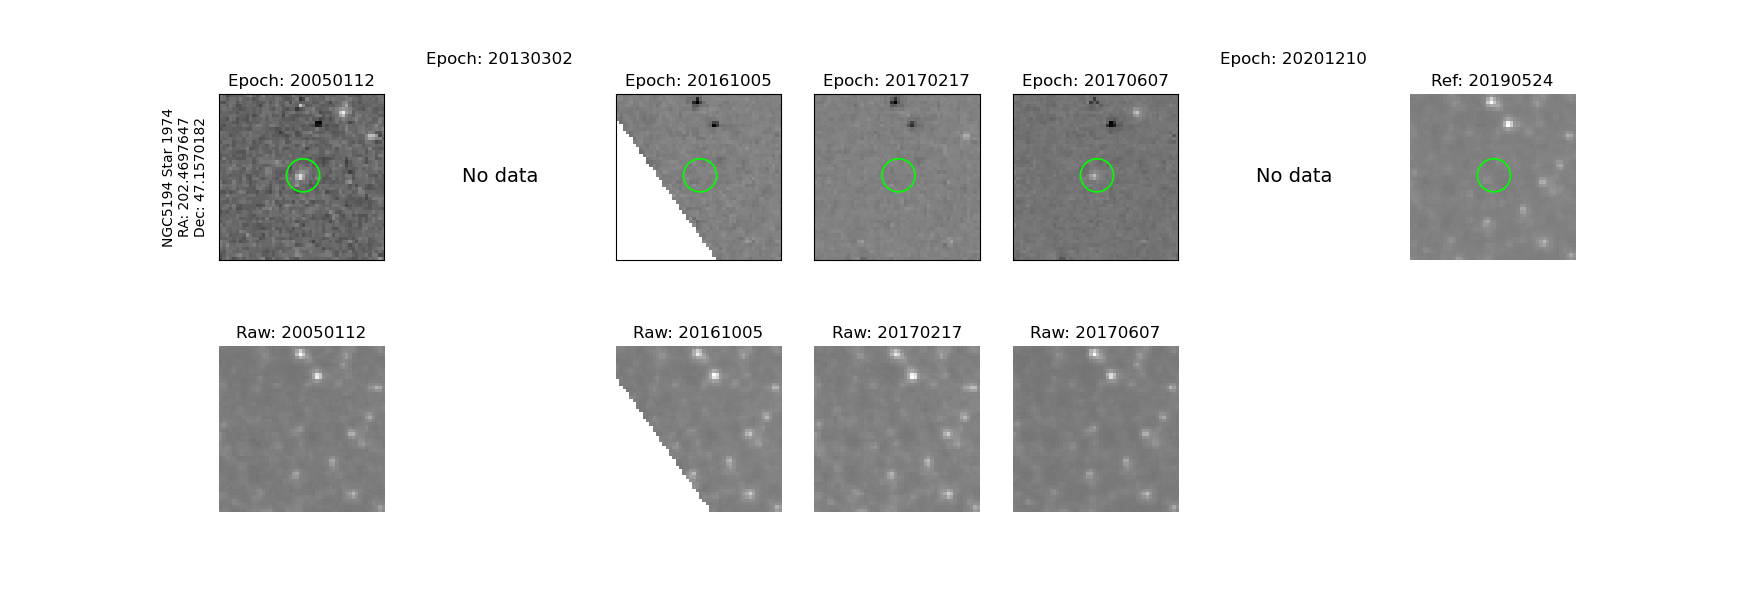 Epoch: 20130302
Epoch: 20201210
Epoch: 20050112
Epoch: 20161005
Epoch: 20170217
Epoch: 20170607
Ref: 20190524
NGC5194 Star 1974
RA: 202.4697647
Dec: 47.1570182
No data
No data
Raw: 20050112
Raw: 20161005
Raw: 20170217
Raw: 20170607